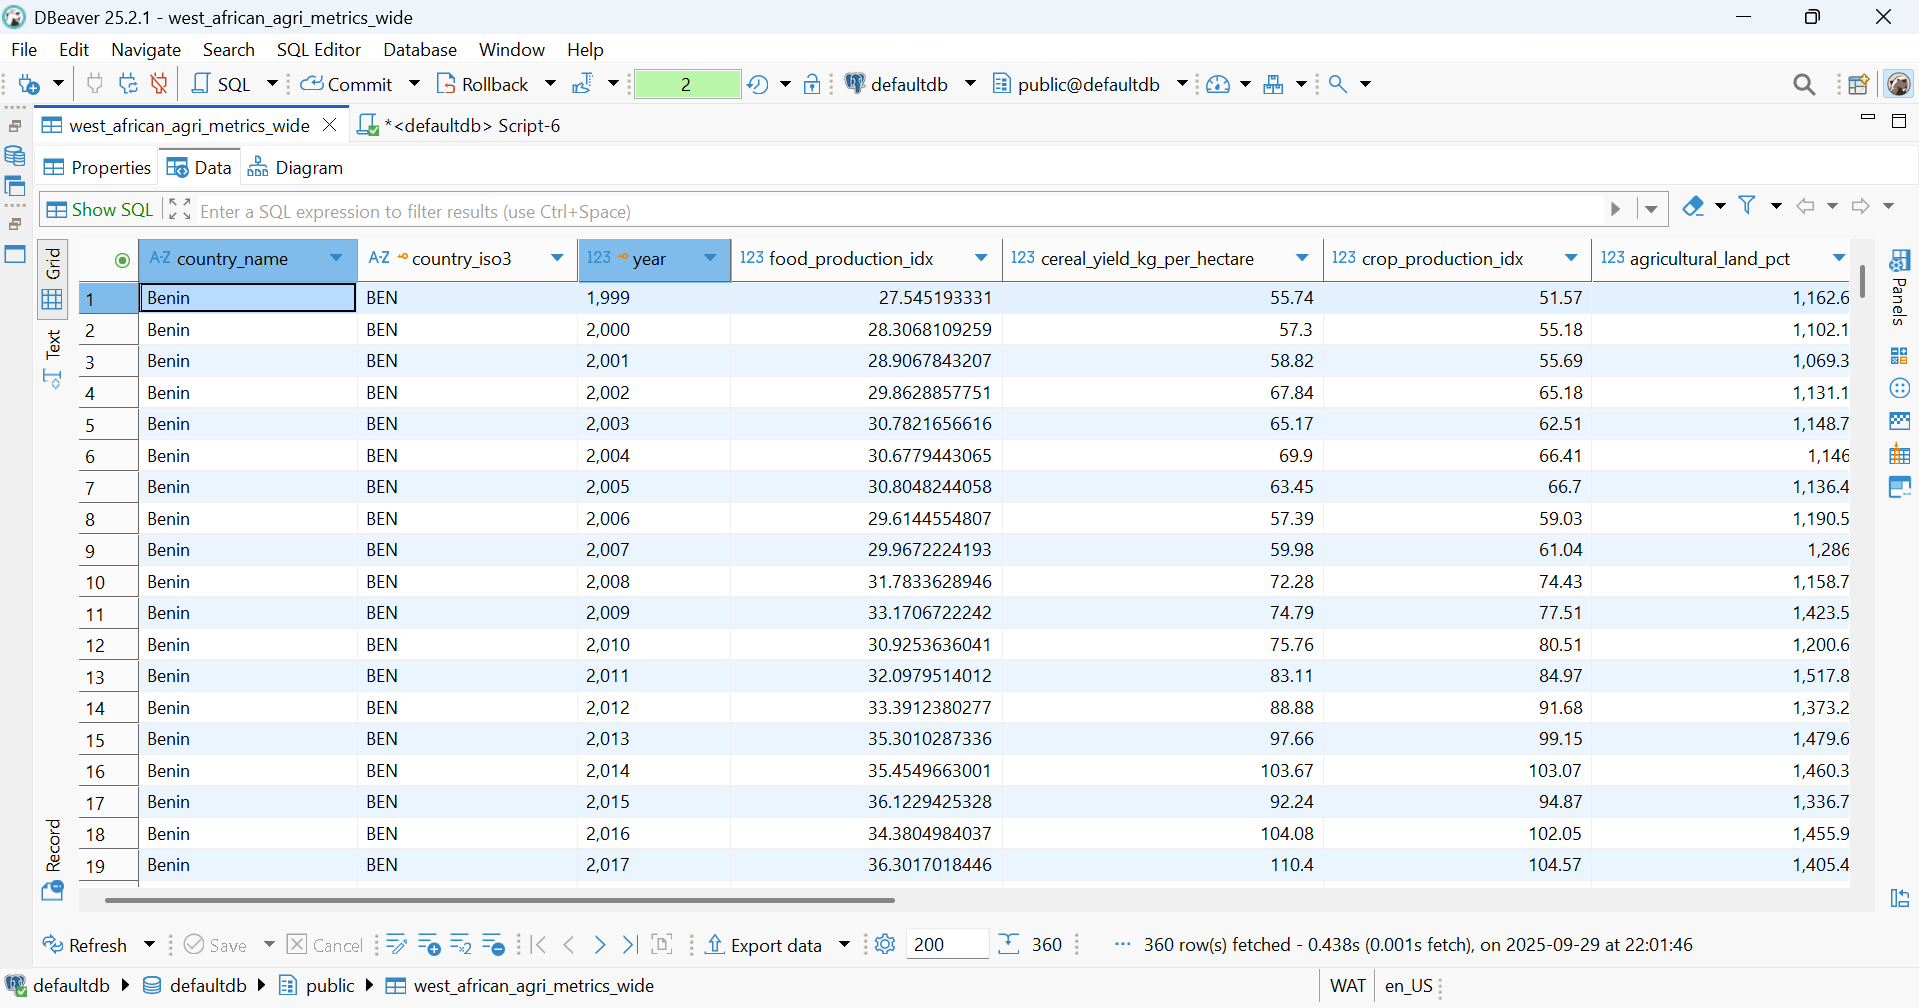 DBeaver 25.2.1 - west_african_agri_metrics_wide
File Edit Navigate Search SQL Editor Database Window Help
SQL Commit Rollback 2 defaultdb public@defaultdb
west_african_agri_metrics_wide *<defaultdb> Script-6
Properties Data Diagram
Show SQL Enter a SQL expression to filter results (use Ctrl+Space)
Grid
Text
Record
Panels
A-Z country_name A-Z country_iso3 123 year 123 food_production_idx 123 cereal_yield_kg_per_hectare 123 crop_production_idx 123 agricultural_land_pct
1 Benin BEN 1,999 27.545193331 55.74 51.57 1,162.6
2 Benin BEN 2,000 28.3068109259 57.3 55.18 1,102.1
3 Benin BEN 2,001 28.9067843207 58.82 55.69 1,069.3
4 Benin BEN 2,002 29.8628857751 67.84 65.18 1,131.1
5 Benin BEN 2,003 30.7821656616 65.17 62.51 1,148.7
6 Benin BEN 2,004 30.6779443065 69.9 66.41 1,146
7 Benin BEN 2,005 30.8048244058 63.45 66.7 1,136.4
8 Benin BEN 2,006 29.6144554807 57.39 59.03 1,190.5
9 Benin BEN 2,007 29.9672224193 59.98 61.04 1,286
10 Benin BEN 2,008 31.7833628946 72.28 74.43 1,158.7
11 Benin BEN 2,009 33.1706722242 74.79 77.51 1,423.5
12 Benin BEN 2,010 30.9253636041 75.76 80.51 1,200.6
13 Benin BEN 2,011 32.0979514012 83.11 84.97 1,517.8
14 Benin BEN 2,012 33.3912380277 88.88 91.68 1,373.2
15 Benin BEN 2,013 35.3010287336 97.66 99.15 1,479.6
16 Benin BEN 2,014 35.4549663001 103.67 103.07 1,460.3
17 Benin BEN 2,015 36.1229425328 92.24 94.87 1,336.7
18 Benin BEN 2,016 34.3804984037 104.08 102.05 1,455.9
19 Benin BEN 2,017 36.3017018446 110.4 104.57 1,405.4
Refresh Save Cancel Export data 200 360 ··· 360 row(s) fetched - 0.438s (0.001s fetch), on 2025-09-29 at 22:01:46
defaultdb defaultdb public west_african_agri_metrics_wide WAT en_US